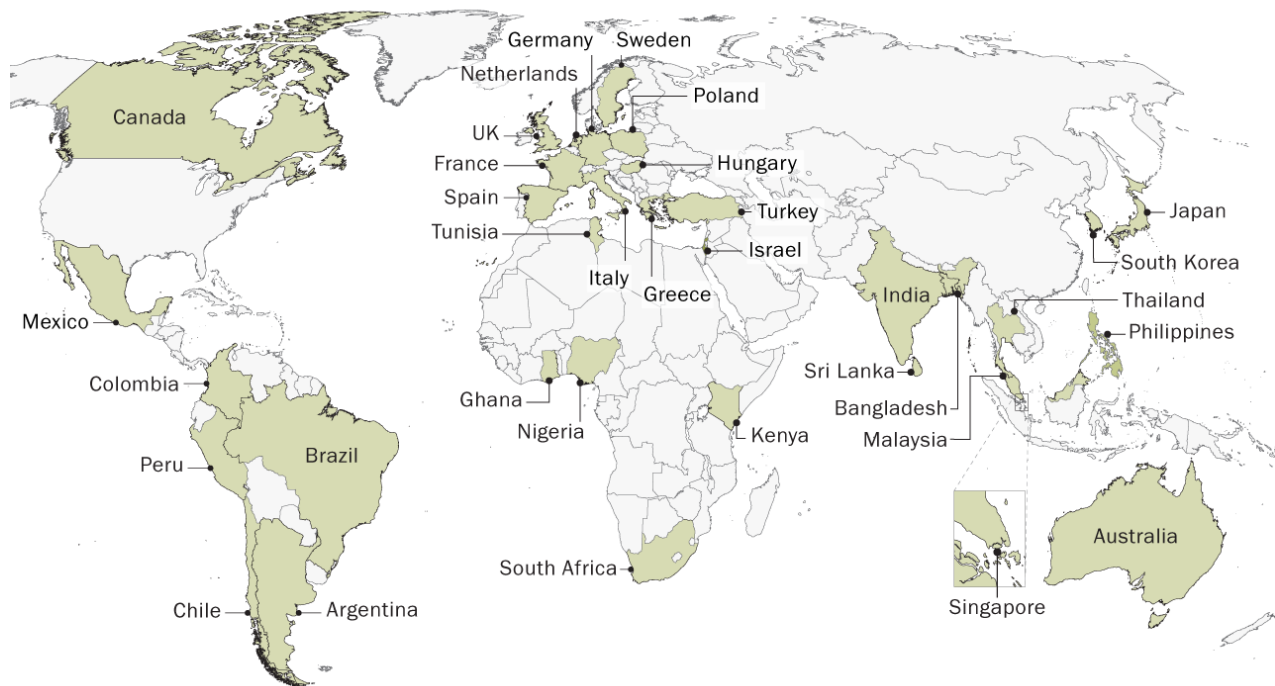 Germany
Sweden
Netherlands
Poland
Canada
UK
France
Hungary
Spain
Turkey
Japan
Tunisia
Israel
South Korea
Italy
Greece
India
Thailand
Mexico
Philippines
Colombia
Sri Lanka
Ghana
Bangladesh
Nigeria
Kenya
Malaysia
Brazil
Peru
Australia
South Africa
Singapore
Chile
Argentina